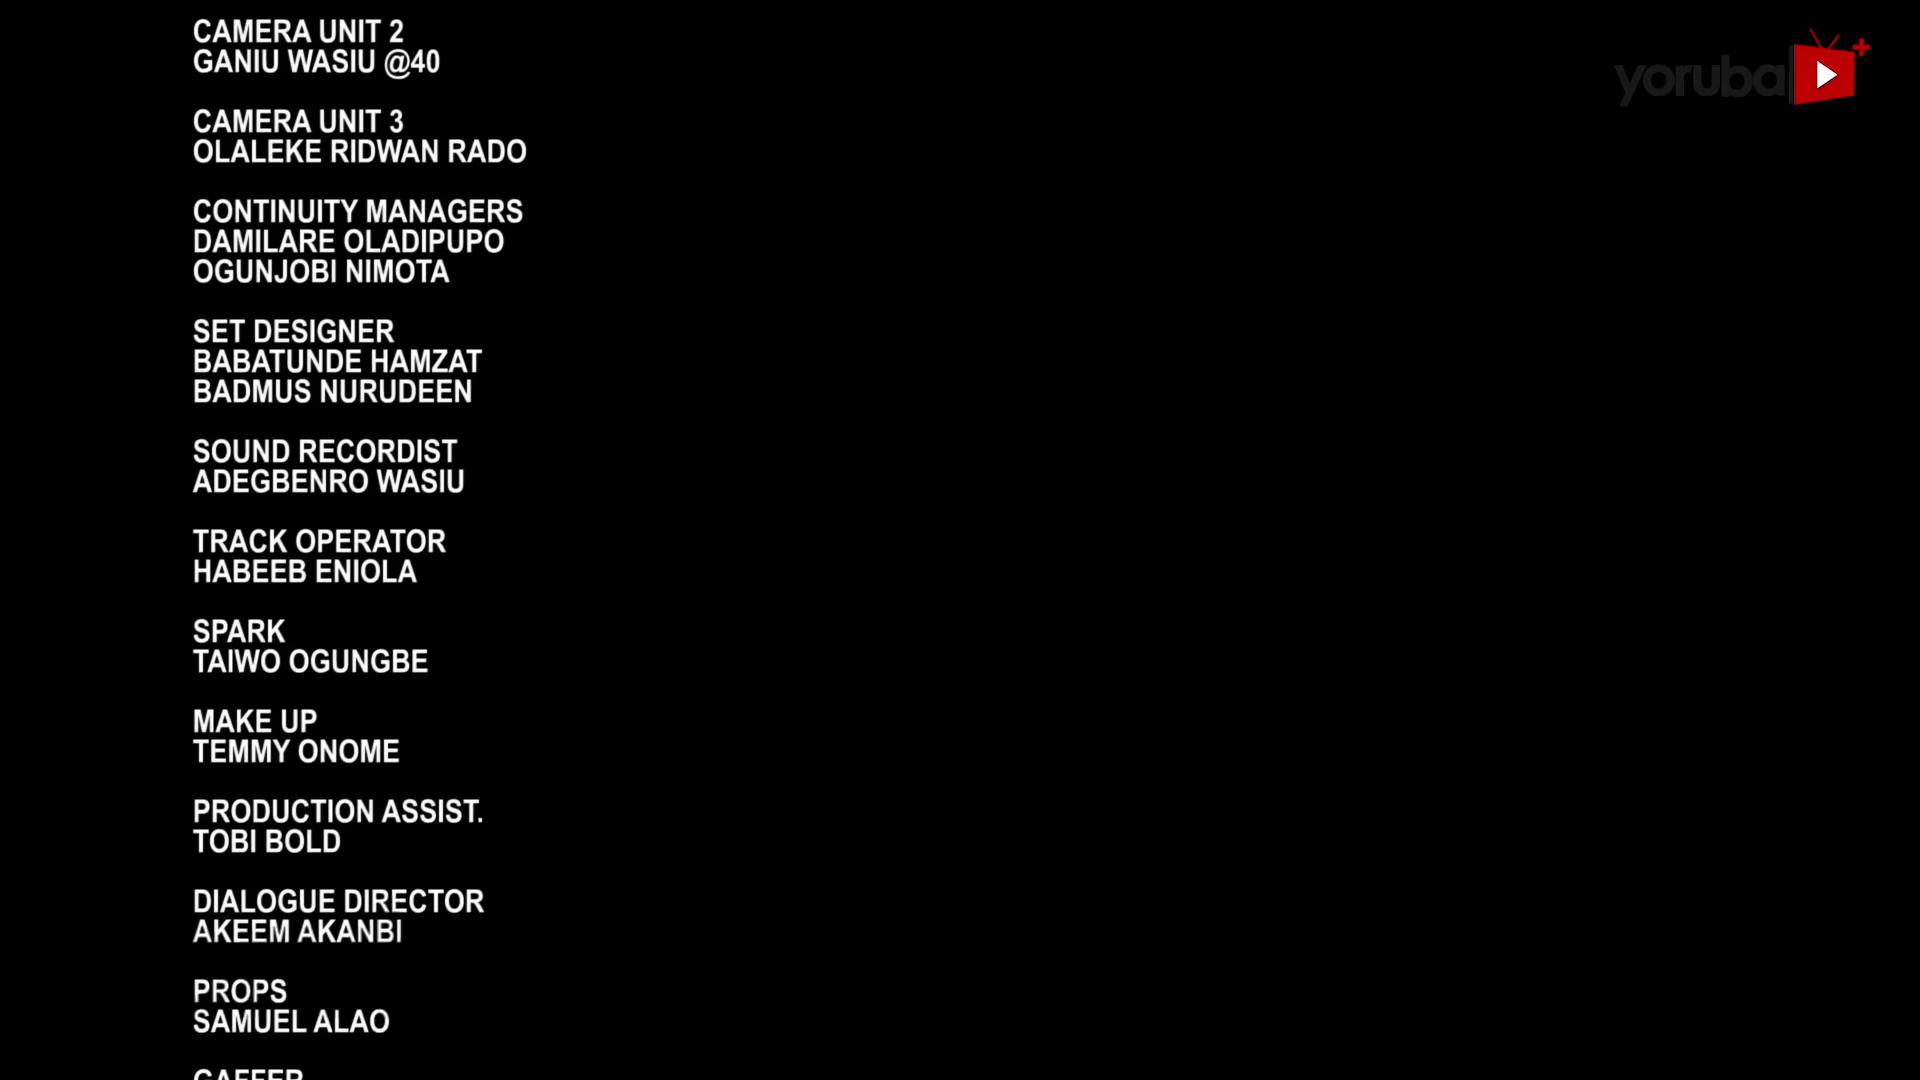 CAMERA UNIT 2
GANIU WASIU @40
CAMERA UNIT 3
OLALEKE RIDWAN RADO
CONTINUITY MANAGERS
DAMILARE OLADIPUPO
OGUNJOBI NIMOTA
SET DESIGNER
BABATUNDE HAMZAT
BADMUS NURUDEEN
SOUND RECORDIST
ADEGBENRO WASIU
TRACK OPERATOR
HABEEB ENIOLA
SPARK
TAIWO OGUNGBE
MAKE UP
TEMMY ONOME
PRODUCTION ASSIST.
TOBI BOLD
DIALOGUE DIRECTOR
AKEEM AKANBI
PROPS
SAMUEL ALAO
GAFFER
yoruba+